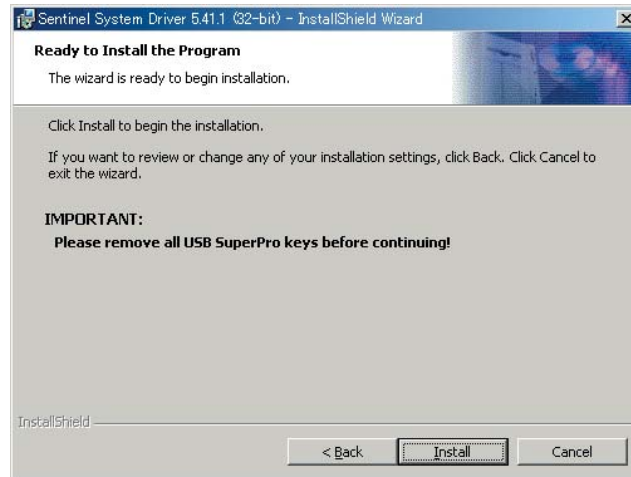 Sentinel System Driver 5.41.1 (32-bit) - InstallShield Wizard
Ready to Install the Program
The wizard is ready to begin installation.
Click Install to begin the installation.
If you want to review or change any of your installation settings, click Back. Click Cancel to
exit the wizard.
IMPORTANT:
Please remove all USB SuperPro keys before continuing!
InstallShield
< Back
Install
Cancel